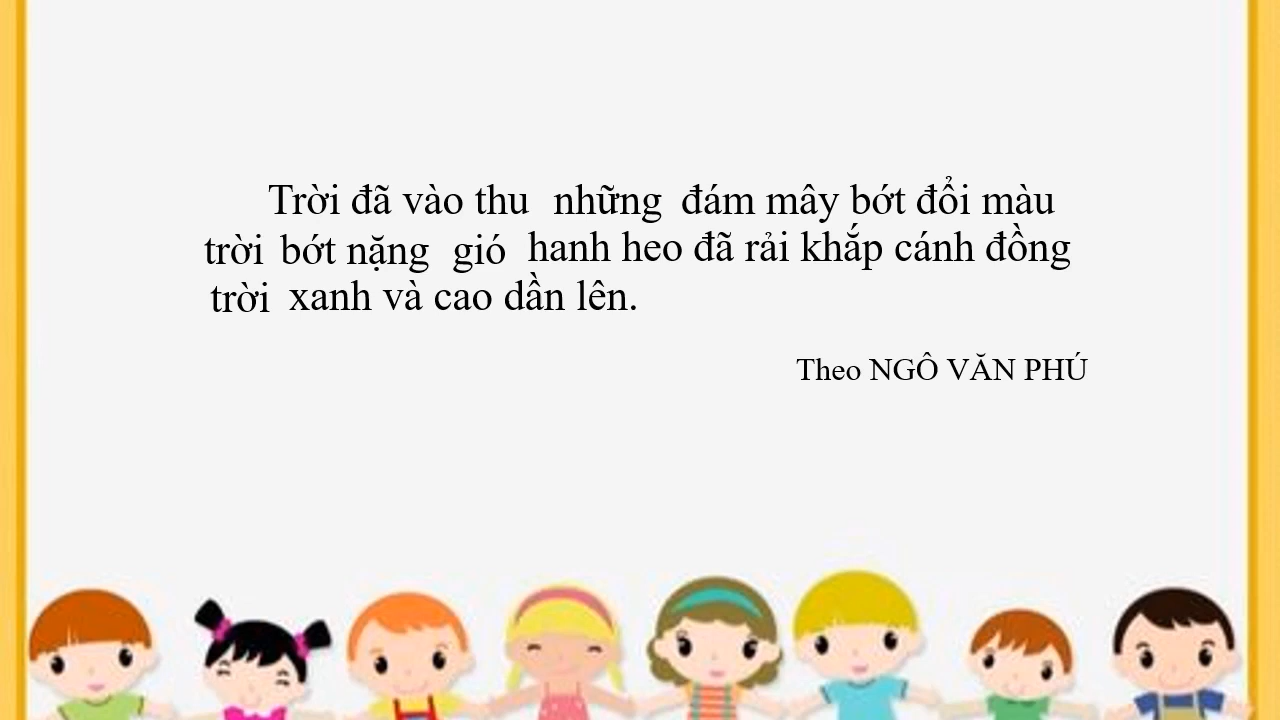 Trời đã vào thu những đám mây bớt đổi màu
trời bớt nặng gió hanh heo đã rải khắp cánh đồng
trời xanh và cao dần lên.
Theo NGÔ VĂN PHÚ